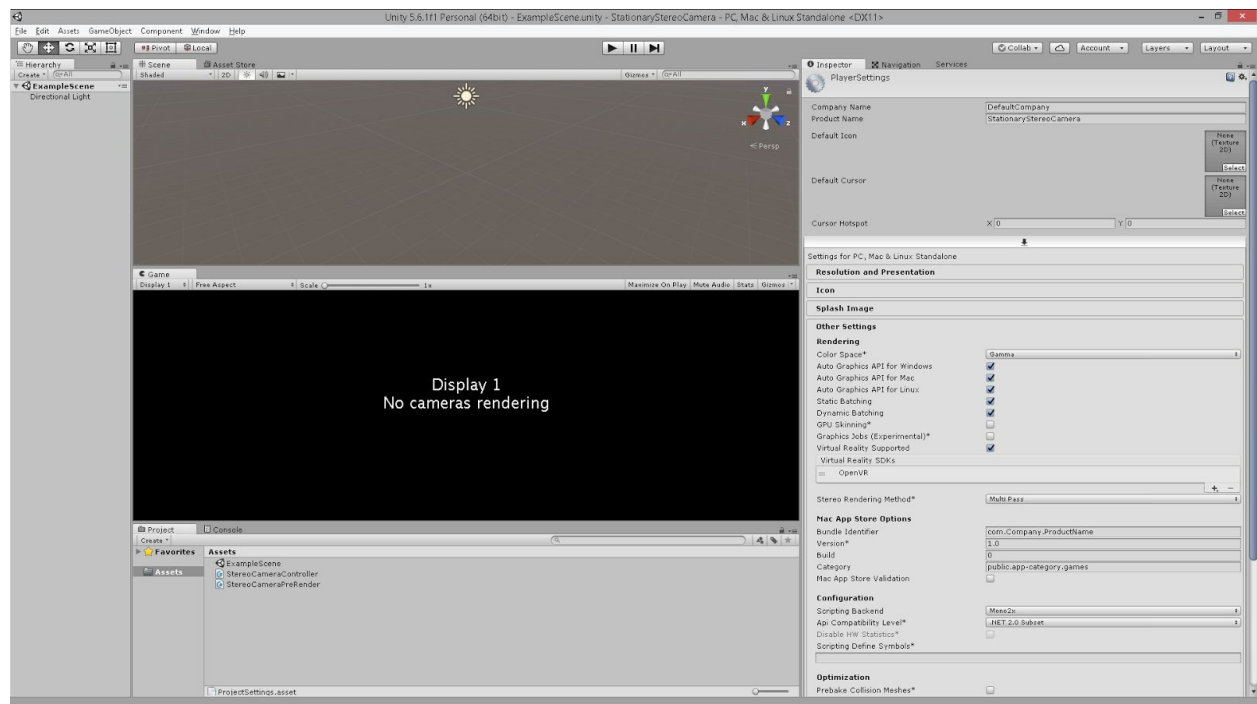 Unity 5.6.1f1 Personal (64bit) - ExampleScene.unity - StationaryStereoCamera - PC, Mac & Linux Standalone <DX11>
File Edit Assets GameObject Component Window Help
Pivot Local Collab Account Layers Layout
Hierarchy
Create All
ExampleScene
Directional Light
Scene Asset Store
Shaded 2D Gizmos All
y
x z
Persp
Game
Display 1 Free Aspect Scale 1x Maximize On Play Mute Audio Stats Gizmos
Display 1
No cameras rendering
Project Console
Create
Favorites
Assets
Assets
ExampleScene
StereoCameraController
StereoCameraPreRender
ProjectSettings.asset
Inspector Navigation Services
PlayerSettings
Company Name DefaultCompany
Product Name StationaryStereoCamera
Default Icon
None
(Texture
2D)
Select
Default Cursor
None
(Texture
2D)
Select
Cursor Hotspot X 0 Y 0
Settings for PC, Mac & Linux Standalone
Resolution and Presentation
Icon
Splash Image
Other Settings
Rendering
Color Space* Gamma
Auto Graphics API for Windows
Auto Graphics API for Mac
Auto Graphics API for Linux
Static Batching
Dynamic Batching
GPU Skinning*
Graphics Jobs (Experimental)*
Virtual Reality Supported
Virtual Reality SDKs
OpenVR
Stereo Rendering Method* Multi Pass
Mac App Store Options
Bundle Identifier com.Company.ProductName
Version* 1.0
Build 0
Category public.app-category.games
Mac App Store Validation
Configuration
Scripting Backend Mono2x
Api Compatibility Level* .NET 2.0 Subset
Disable HW Statistics*
Scripting Define Symbols*
Optimization
Prebake Collision Meshes*